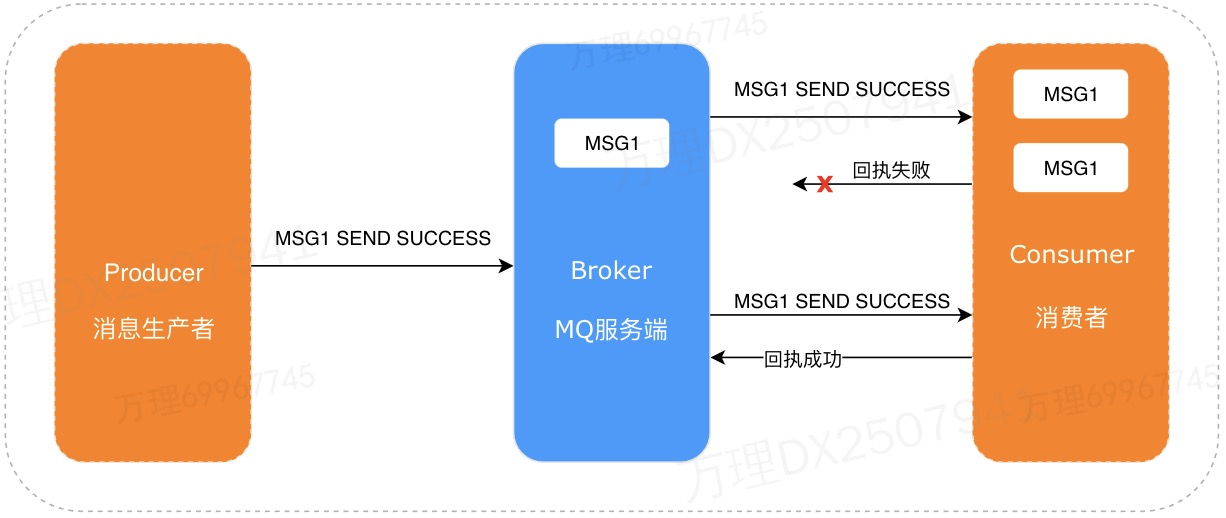 万理69967745
MSG1 SEND SUCCESS
MSG1
MSG1
万理DX2507941
回执失败
MSG1
MSG1 SEND SUCCESS
Producer
消息生产者
Broker
MQ服务端
Consumer
消费者
MSG1 SEND SUCCESS
回执成功
万理DX2507941
万理69967745
万理69967745
万理DX2507941